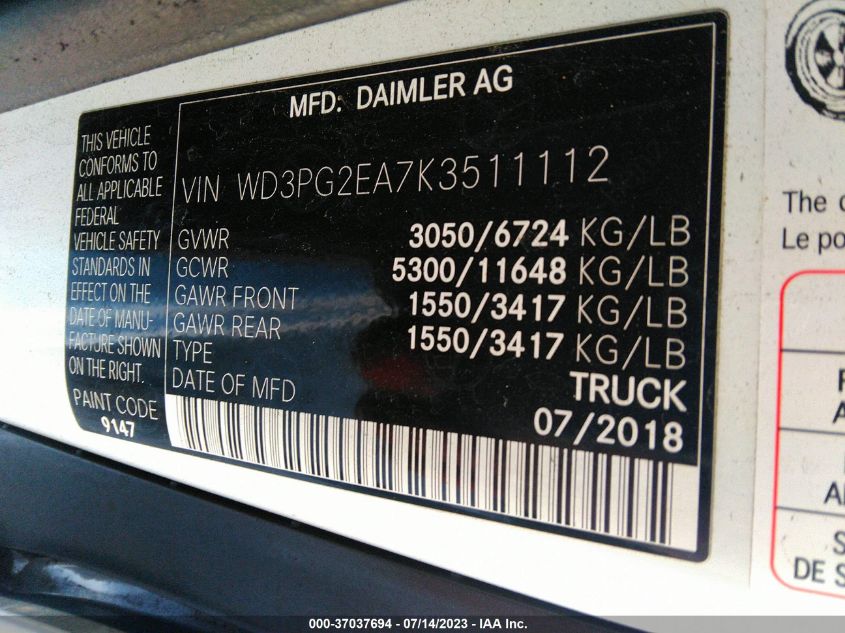 MFD: DAIMLER AG
THIS VEHICLE
CONFORMS TO
ALL APPLICABLE
FEDERAL
VEHICLE SAFETY
STANDARDS IN
EFFECT ON THE
DATE OF MANU-
FACTURE SHOWN
ON THE RIGHT.
PAINT CODE
9147
VIN WD3PG2EA7K3511112
GVWR 3050/6724 KG/LB
GCWR 5300/11648 KG/LB
GAWR FRONT 1550/3417 KG/LB
GAWR REAR 1550/3417 KG/LB
TYPE TRUCK
DATE OF MFD 07/2018
The
Le
DE
000-37037694 - 07/14/2023 - IAA Inc.